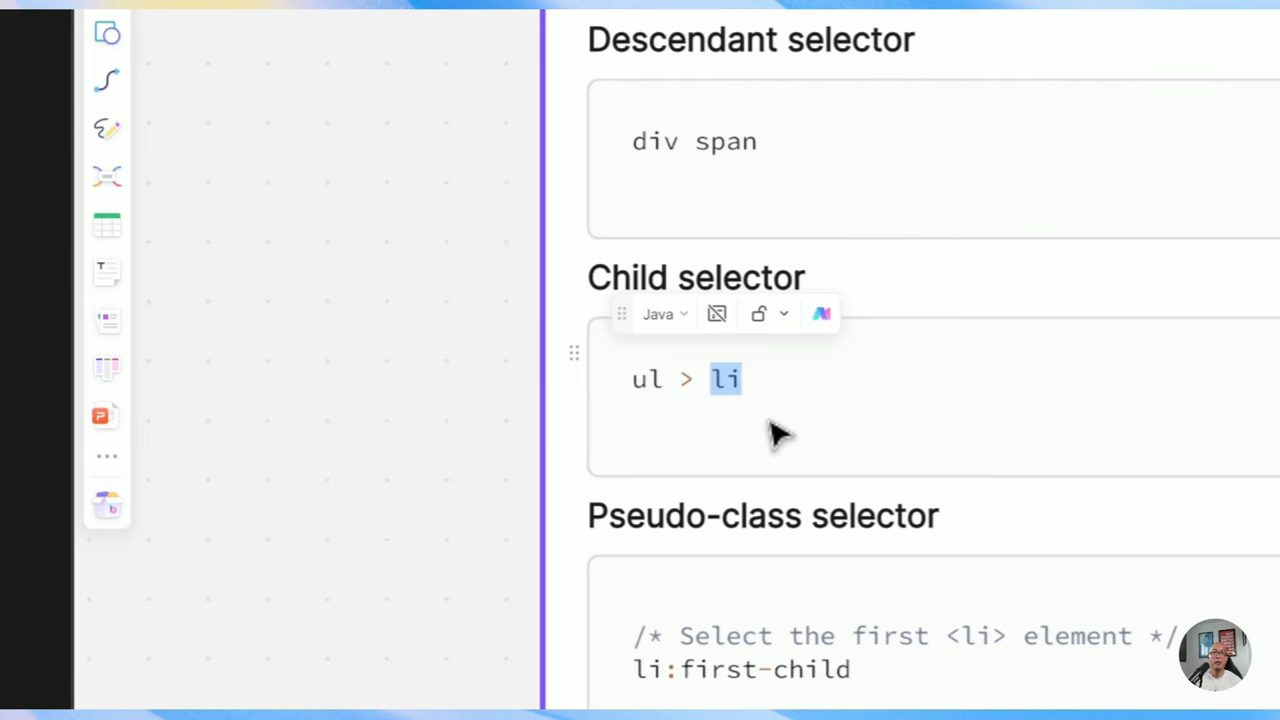 Descendant selector
div span
Child selector
Java
ul > li
Pseudo-class selector
/* Select the first <li> element */
li:first-child